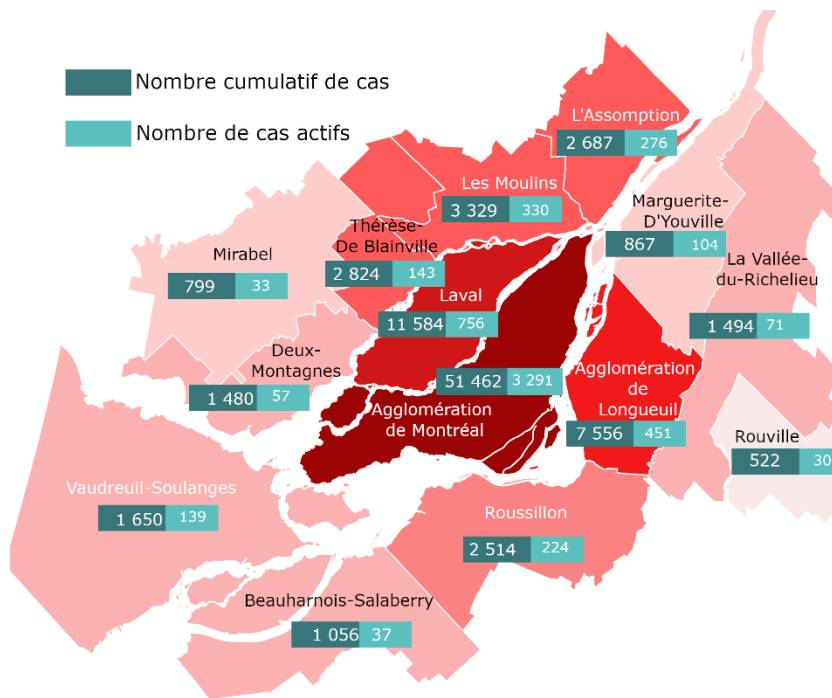 Nombre cumulatif de cas
Nombre de cas actifs
L'Assomption
2 687 276
Les Moulins
3 329 330
Marguerite-
D'Youville
867 104
Thérèse-
De Blainville
2 824 143
Mirabel
799 33
La Vallée-
du-Richelieu
1 494 71
Laval
11 584 756
Deux-
Montagnes
1 480 57
51 462 3 291
Agglomération
de Montréal
Agglomération
de
Longueuil
7 556 451
Rouville
522 30
Vaudreuil-Soulanges
1 650 139
Roussillon
2 514 224
Beauharnois-Salaberry
1 056 37